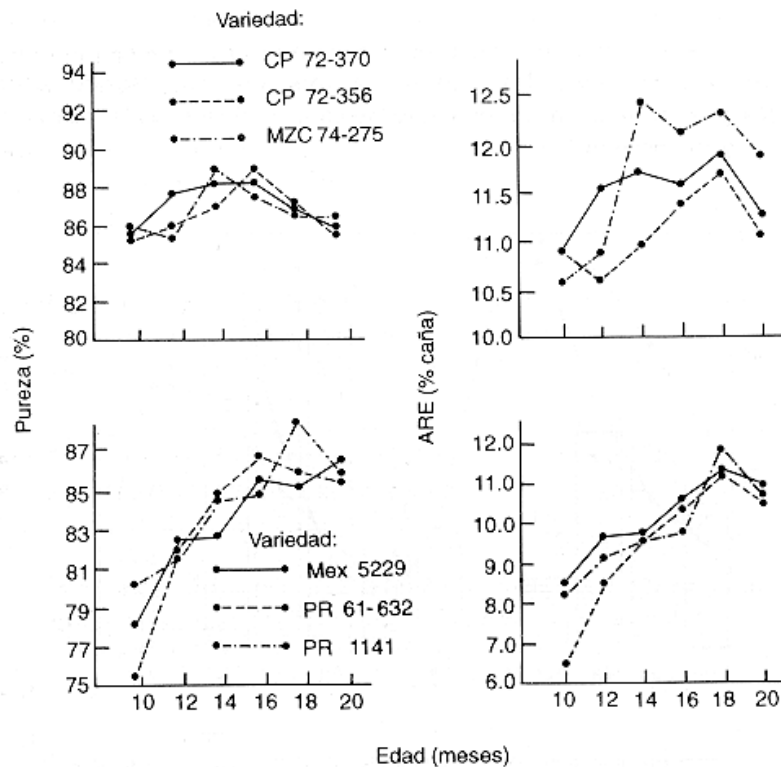 Variedad:
CP 72-370
CP 72-356
MZC 74-275
94
92
90
88
86
84
82
80
12.5
12.0
11.5
11.0
10.5
10.0
Pureza (%)
ARE (% caña)
87
85
83
81
79
77
75
Variedad:
Mex 5229
PR 61-632
PR 1141
10 12 14 16 18 20
12.0
11.0
10.0
9.0
8.0
7.0
6.0
10 12 14 16 18 20
Edad (meses)